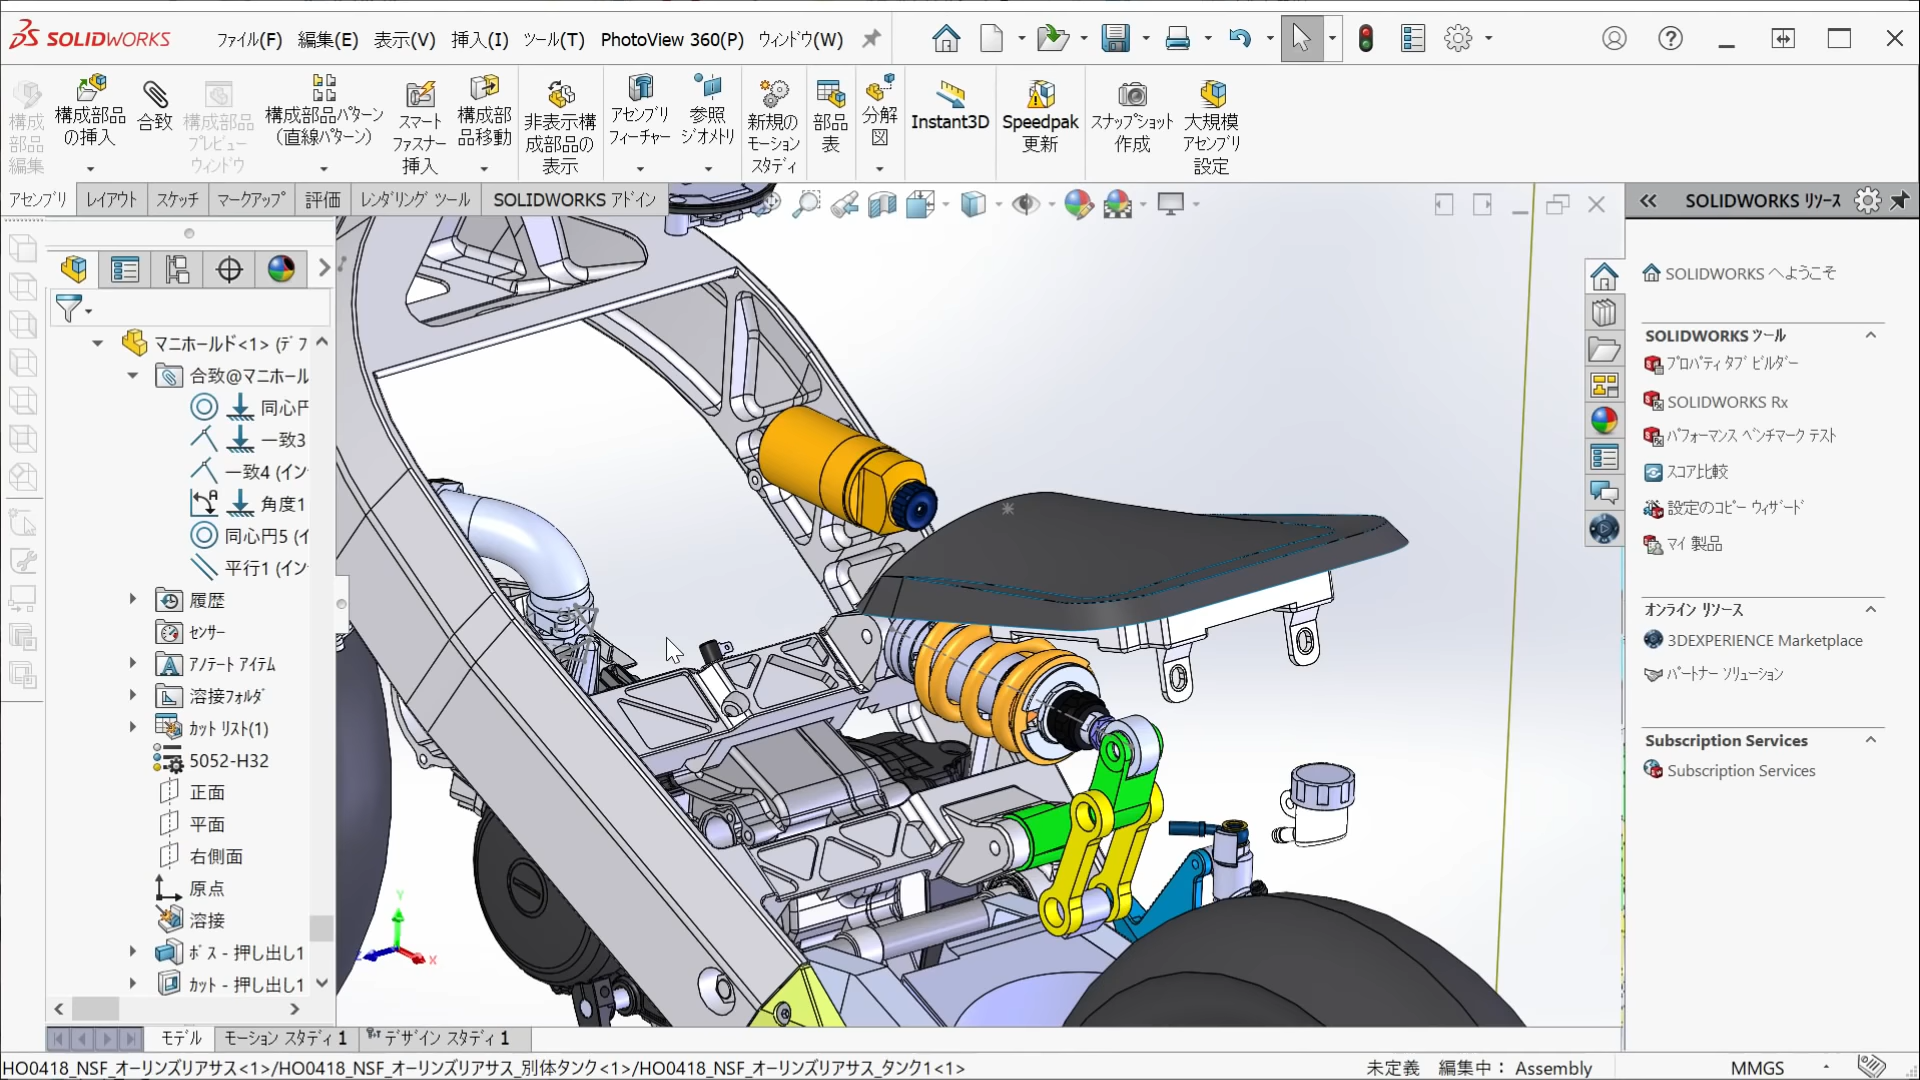 SOLIDWORKS
ファイル(F) 編集(E) 表示(V) 挿入(I) ツール(T) PhotoView 360(P) ウィンドウ(W)
構成部品編集
構成部品の挿入
合致
構成部品プレビューウィンドウ
構成部品パターン(直線パターン)
スマートファスナー挿入
構成部品移動
非表示構成部品の表示
アセンブリフィーチャー
参照ジオメトリ
新規のモーションスタディ
部品表
分解図
Instant3D
Speedpak更新
スナップショット作成
大規模アセンブリ設定
アセンブリ レイアウト スケッチ マークアップ 評価 レンダリング ツール SOLIDWORKS アドイン
マニホールド<1> (デフ
合致@マニホール
同心円
一致3
一致4 (イン
角度1
同心円5 (イ
平行1 (イン
履歴
センサー
アノテート アイテム
溶接フォルダ
カット リスト(1)
5052-H32
正面
平面
右側面
原点
溶接
ボス - 押し出し1
カット - 押し出し1
モデル モーション スタディ 1 デザイン スタディ 1
HO0418_NSF_オーリンズリアサス<1>/HO0418_NSF_オーリンズリアサス_別体タンク<1>/HO0418_NSF_オーリンズリアサス_タンク1<1>
未定義 編集中: Assembly MMGS
SOLIDWORKS リソース
SOLIDWORKS へようこそ
SOLIDWORKS ツール
プロパティ タブ ビルダー
SOLIDWORKS Rx
パフォーマンス ベンチマーク テスト
スコア比較
設定のコピー ウィザード
マイ 製品
オンライン リソース
3DEXPERIENCE Marketplace
パートナー ソリューション
Subscription Services
Subscription Services
Y
X